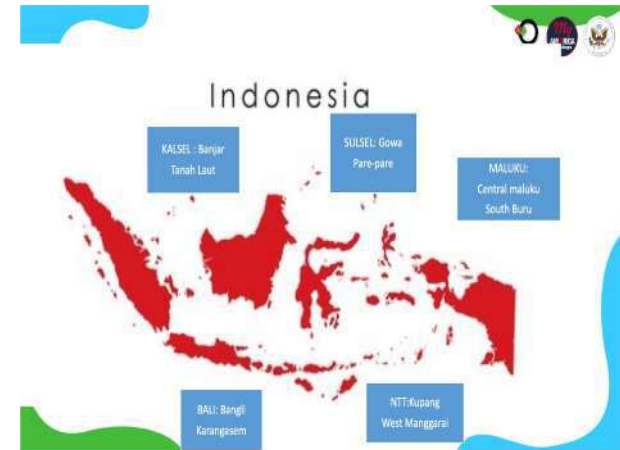 Indonesia
KALSEL : Banjar
Tanah Laut
SULSEL: Gowa
Pare-pare
MALUKU:
Central maluku
South Buru
BALI: Bangli
Karangasem
NTT:Kupang
West Manggarai
My